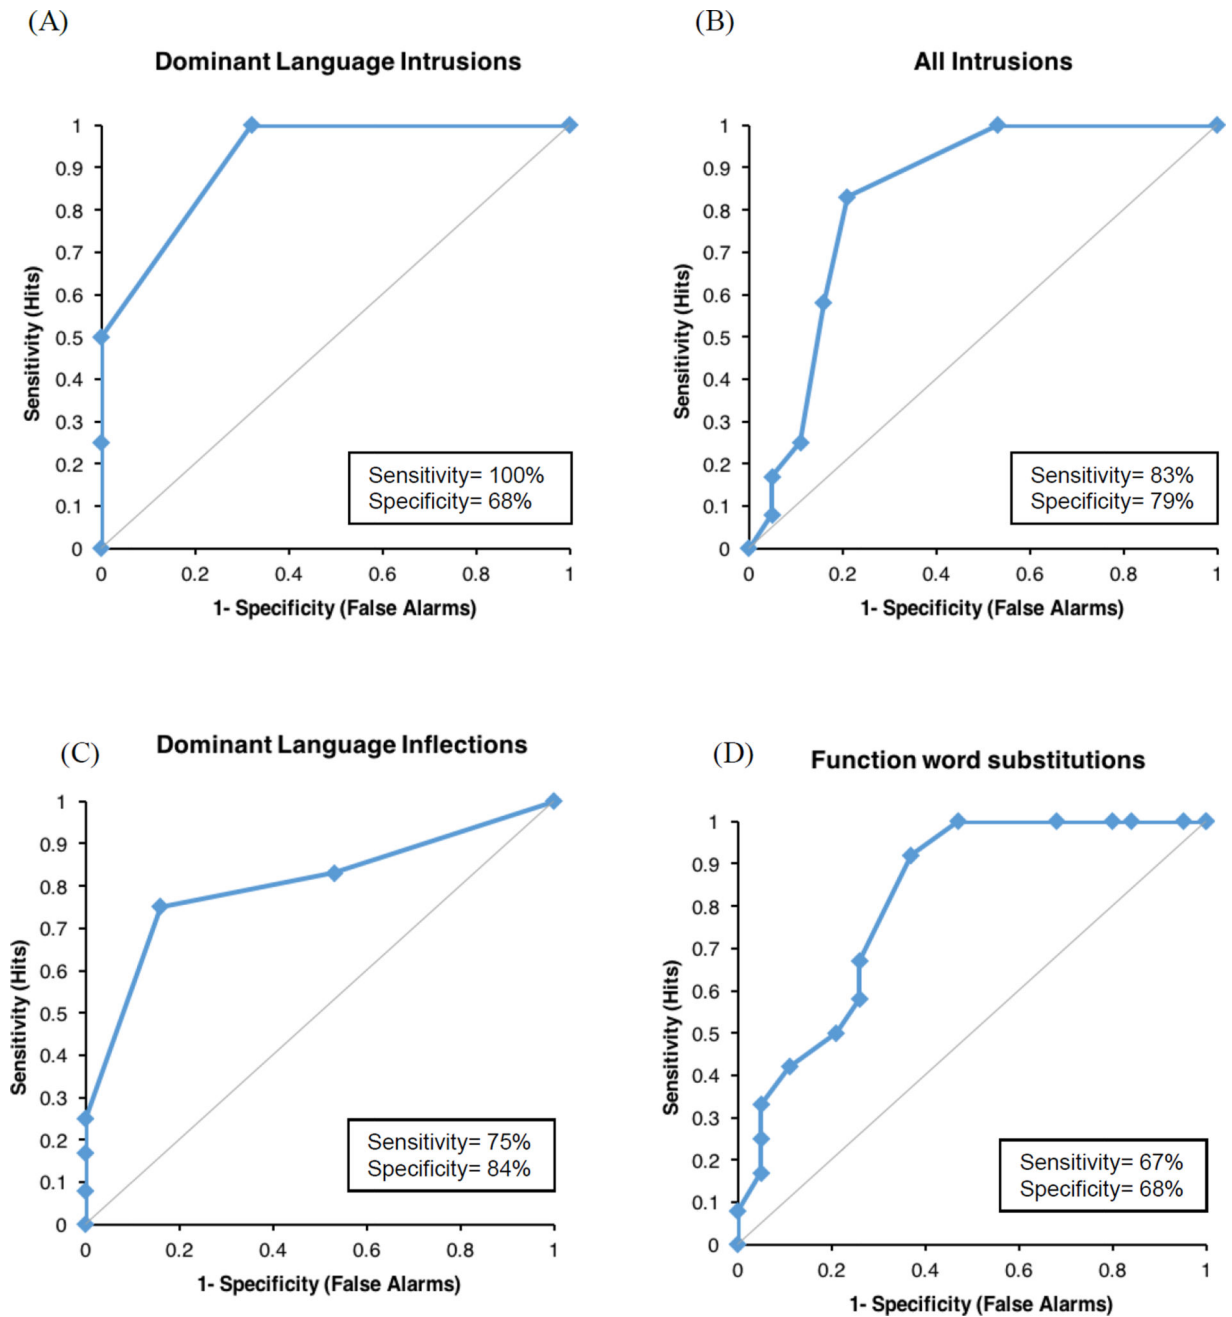 (A)
Dominant Language Intrusions
1
0.9
0.8
0.7
0.6
0.5
0.4
0.3
0.2
0.1
0
Sensitivity (Hits)
Sensitivity= 100%
Specificity= 68%
0 0.2 0.4 0.6 0.8 1
1- Specificity (False Alarms)
(B)
All Intrusions
1
0.9
0.8
0.7
0.6
0.5
0.4
0.3
0.2
0.1
0
Sensitivity (Hits)
Sensitivity= 83%
Specificity= 79%
0 0.2 0.4 0.6 0.8 1
1- Specificity (False Alarms)
(C)
Dominant Language Inflections
1
0.9
0.8
0.7
0.6
0.5
0.4
0.3
0.2
0.1
0
Sensitivity (Hits)
Sensitivity= 75%
Specificity= 84%
0 0.2 0.4 0.6 0.8 1
1- Specificity (False Alarms)
(D)
Function word substitutions
1
0.9
0.8
0.7
0.6
0.5
0.4
0.3
0.2
0.1
0
Sensitivity (Hits)
Sensitivity= 67%
Specificity= 68%
0 0.2 0.4 0.6 0.8 1
1- Specificity (False Alarms)